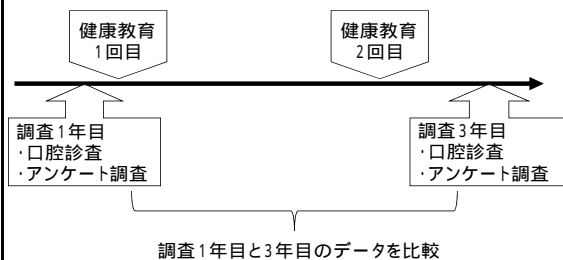 健康教育
1回目
健康教育
2回目
調査1年目
・口腔診査
・アンケート調査
調査3年目
・口腔診査
・アンケート調査
調査1年目と3年目のデータを比較